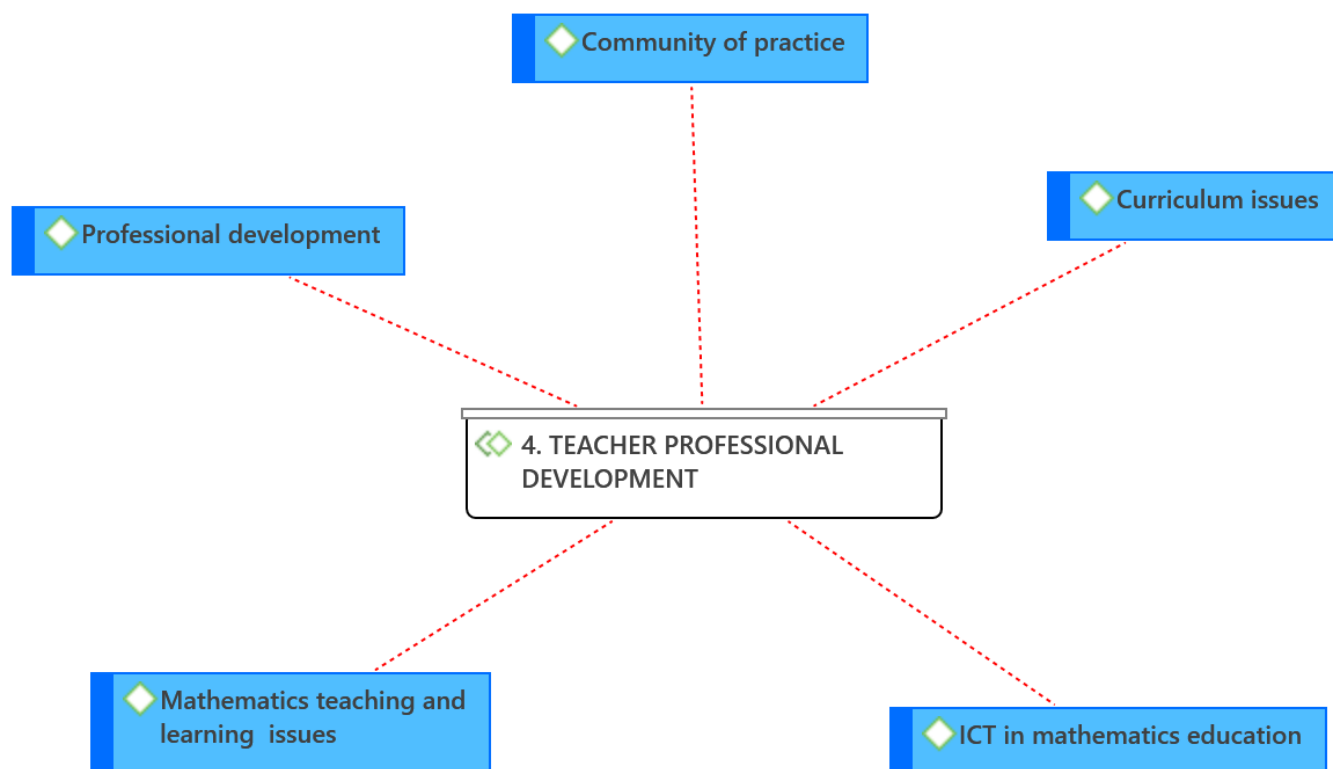 Community of practice
Curriculum issues
Professional development
4. TEACHER PROFESSIONAL
DEVELOPMENT
Mathematics teaching and
learning  issues
ICT in mathematics education